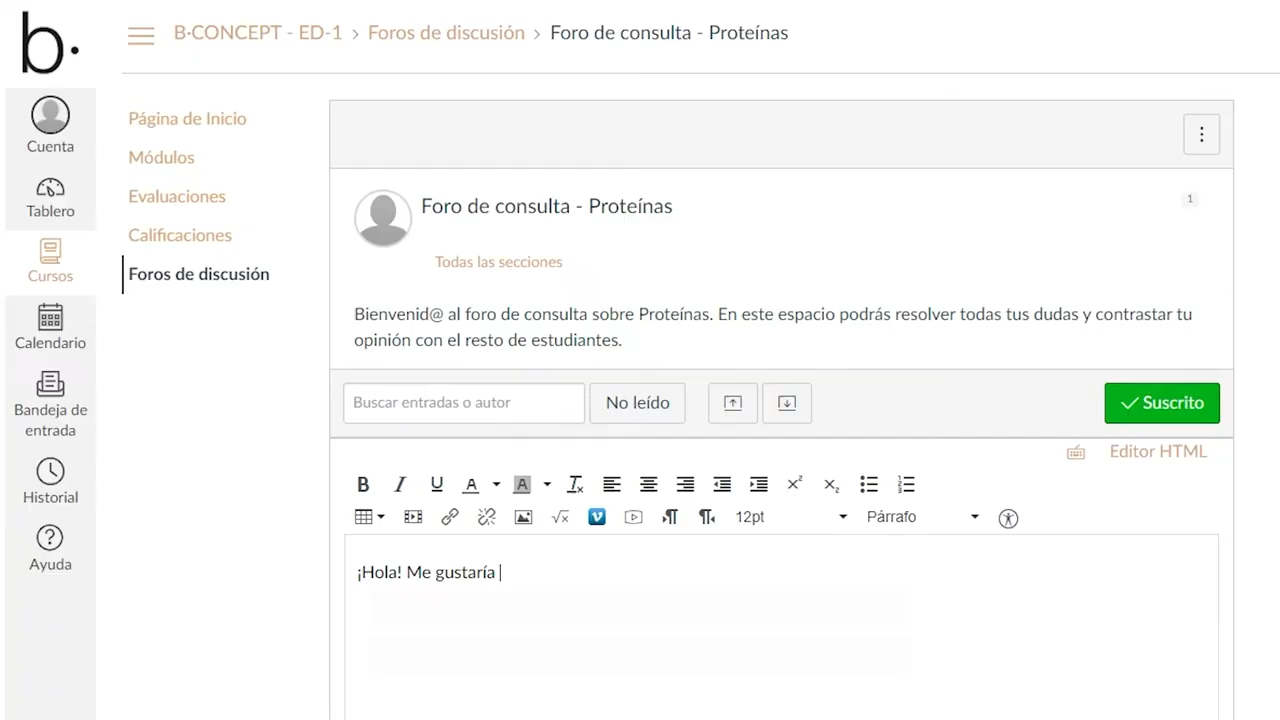 b.
B·CONCEPT - ED-1 > Foros de discusión > Foro de consulta - Proteínas
Cuenta
Tablero
Cursos
Calendario
Bandeja de
entrada
Historial
Ayuda
Página de Inicio
Módulos
Evaluaciones
Calificaciones
Foros de discusión
Foro de consulta - Proteínas
1
Todas las secciones
Bienvenid@ al foro de consulta sobre Proteínas. En este espacio podrás resolver todas tus dudas y contrastar tu
opinión con el resto de estudiantes.
Buscar entradas o autor
No leído
Suscrito
Editor HTML
12pt
Párrafo
¡Hola! Me gustaría